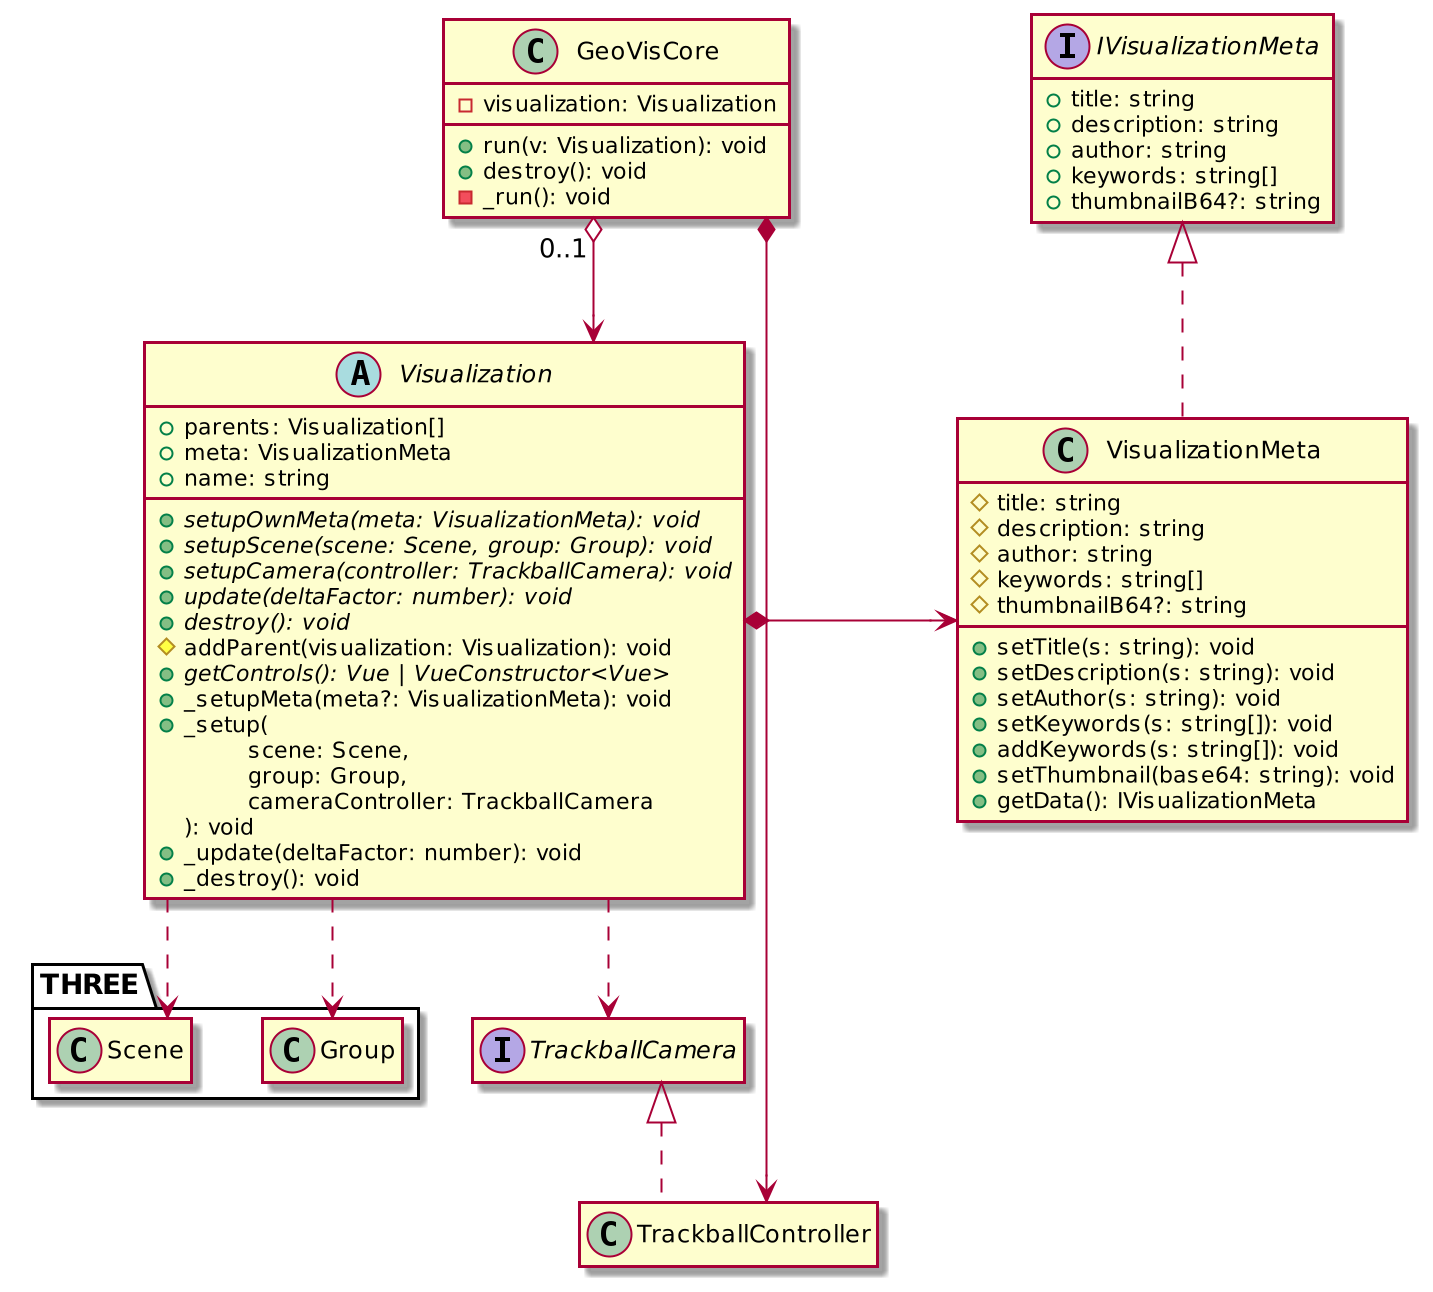 C GeoVisCore
visualization: Visualization
run(v: Visualization): void
destroy(): void
_run(): void
0..1
I IVisualizationMeta
title: string
description: string
author: string
keywords: string[]
thumbnailB64?: string
A Visualization
parents: Visualization[]
meta: VisualizationMeta
name: string
setupOwnMeta(meta: VisualizationMeta): void
setupScene(scene: Scene, group: Group): void
setupCamera(controller: TrackballCamera): void
update(deltaFactor: number): void
destroy(): void
addParent(visualization: Visualization): void
getControls(): Vue | VueConstructor<Vue>
_setupMeta(meta?: VisualizationMeta): void
_setup(
scene: Scene,
group: Group,
cameraController: TrackballCamera
): void
_update(deltaFactor: number): void
_destroy(): void
C VisualizationMeta
title: string
description: string
author: string
keywords: string[]
thumbnailB64?: string
setTitle(s: string): void
setDescription(s: string): void
setAuthor(s: string): void
setKeywords(s: string[]): void
addKeywords(s: string[]): void
setThumbnail(base64: string): void
getData(): IVisualizationMeta
THREE
C Scene
C Group
I TrackballCamera
C TrackballController